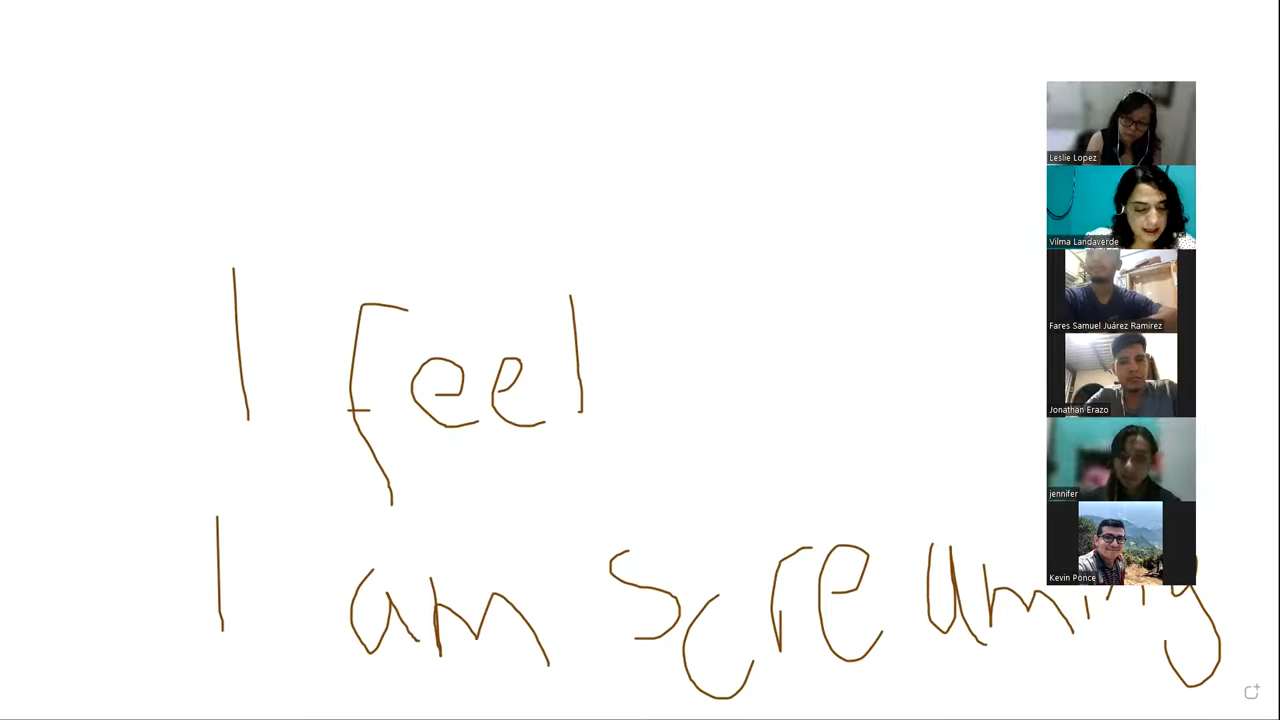 Leslie Lopez
Vilma Landaverde
Fares Samuel Juárez Ramirez
I feel
Jonathan Erazo
jennifer
Kevin Ponce
I am screaming